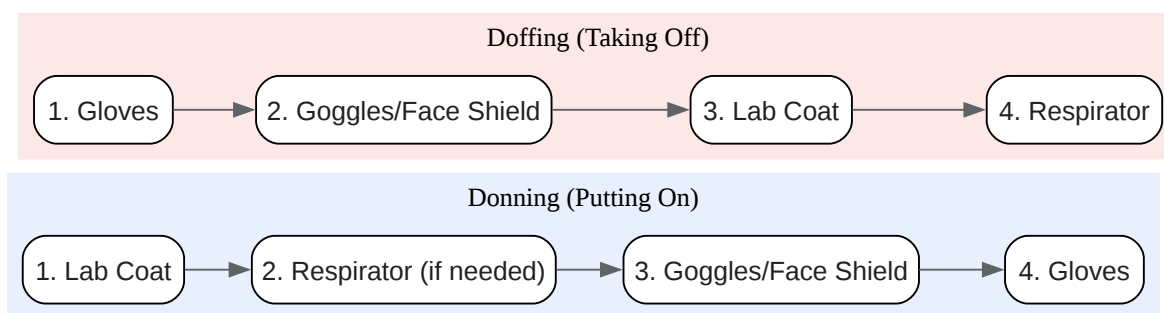 Doffing (Taking Off)
1. Gloves
2. Goggles/Face Shield
3. Lab Coat
4. Respirator
Donning (Putting On)
1. Lab Coat
2. Respirator (if needed)
3. Goggles/Face Shield
4. Gloves